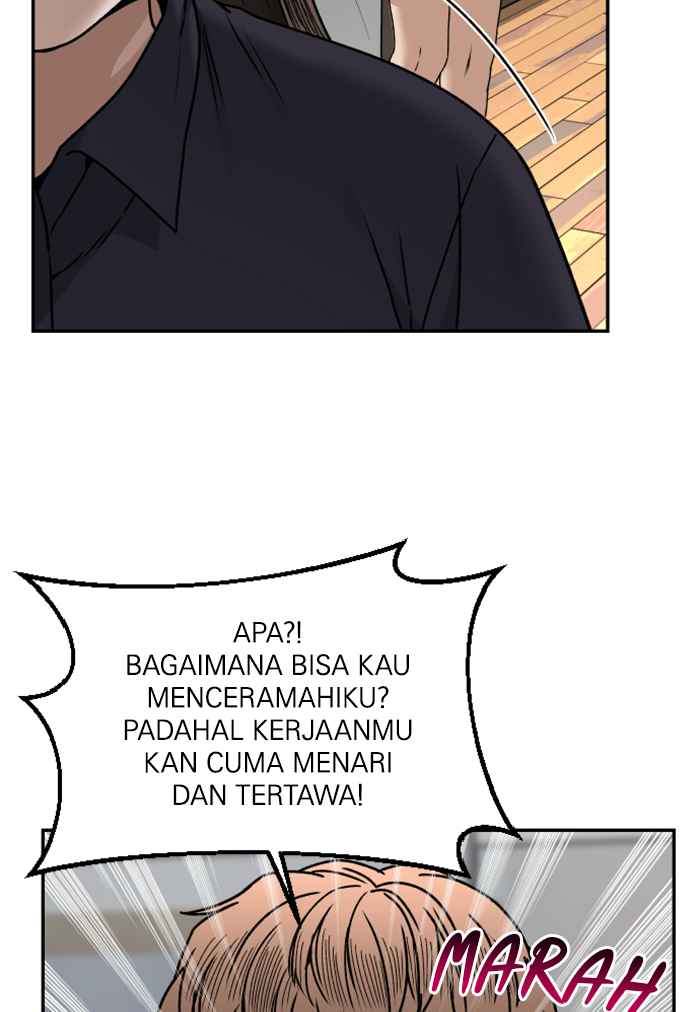 APA?!
BAGAIMANA BISA KAU
MENCERAMAHIKU?
PADAHAL KERJAANMU
KAN CUMA MENARI
DAN TERTAWA!
MARAH